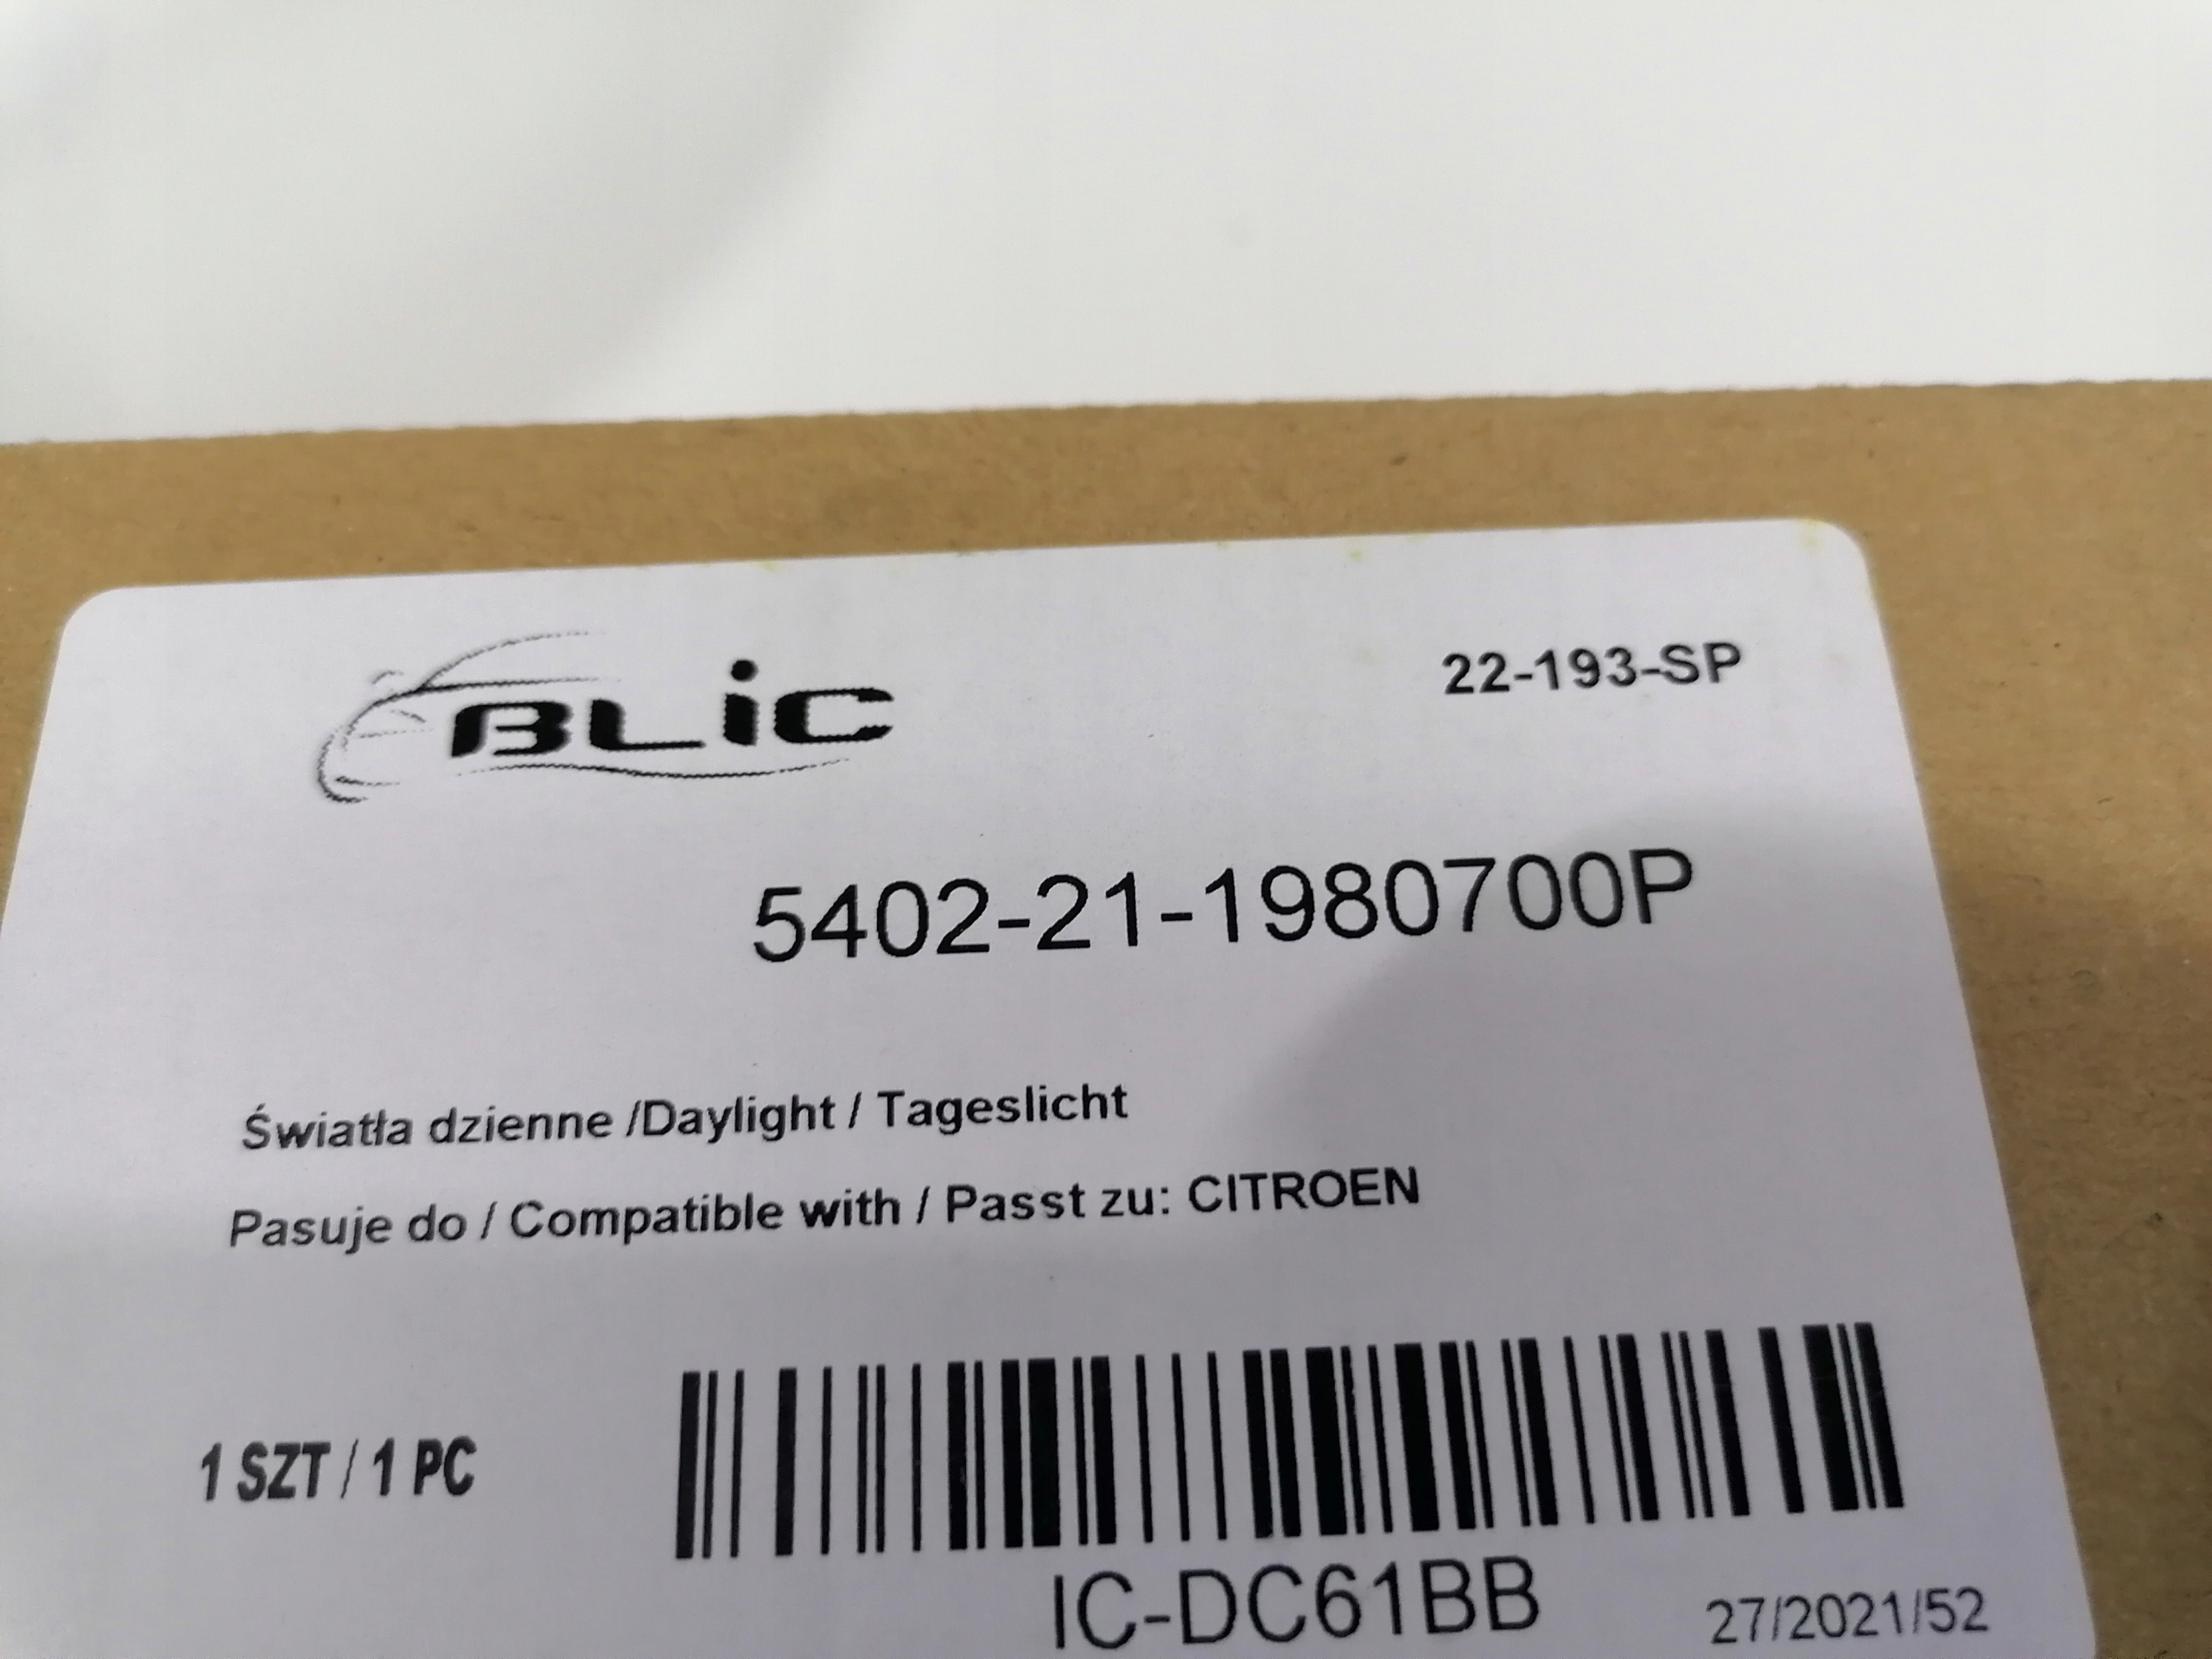 BLiC
22-193-SP
5402-21-1980700P
Światła dzienne /Daylight / Tageslicht
Pasuje do / Compatible with / Passt zu: CITROEN
1 SZT / 1 PC
IC-DC61BB
27/2021/52